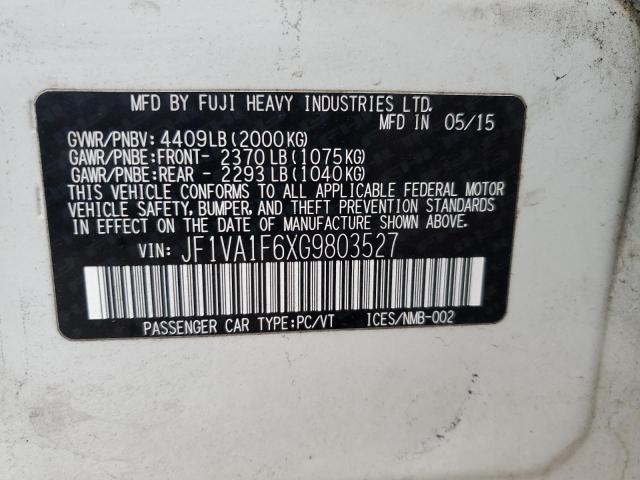 MFD BY FUJI HEAVY INDUSTRIES LTD.
MFD IN 05/15
GVWR/PNBV: 4409LB(2000KG)
GAWR/PNBE:FRONT- 2370LB(1075KG)
GAWR/PNBE:REAR - 2293LB(1040KG)
THIS VEHICLE CONFORMS TO ALL APPLICABLE FEDERAL MOTOR
VEHICLE SAFETY, BUMPER, AND THEFT PREVENTION STANDARDS
IN EFFECT ON THE DATE OF MANUFACTURE SHOWN ABOVE.
VIN: JF1VA1F6XG9803527
PASSENGER CAR TYPE:PC/VT ICES/NMB-002